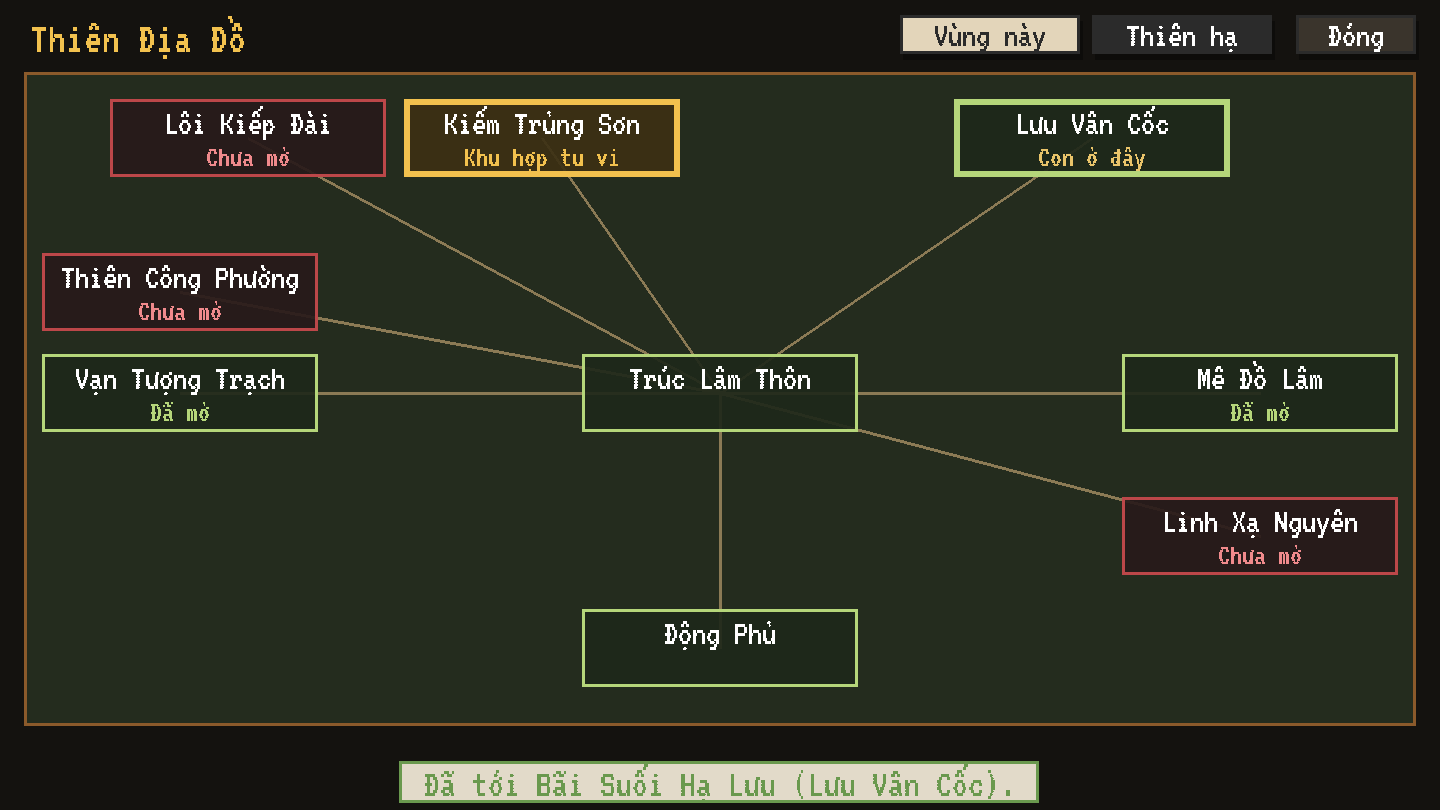 Thiên Địa Đồ
Vùng này
Thiên hạ
Đóng
Lôi Kiếp Đài
Chưa mở
Kiếm Trủng Sơn
Khu hợp tu vi
Lưu Vân Cốc
Con ở đây
Thiên Công Phường
Chưa mở
Vạn Tượng Trạch
Đã mở
Trúc Lâm Thôn
Mê Đồ Lâm
Đã mở
Linh Xạ Nguyên
Chưa mở
Động Phủ
Đã tới Bãi Suối Hạ Lưu (Lưu Vân Cốc).